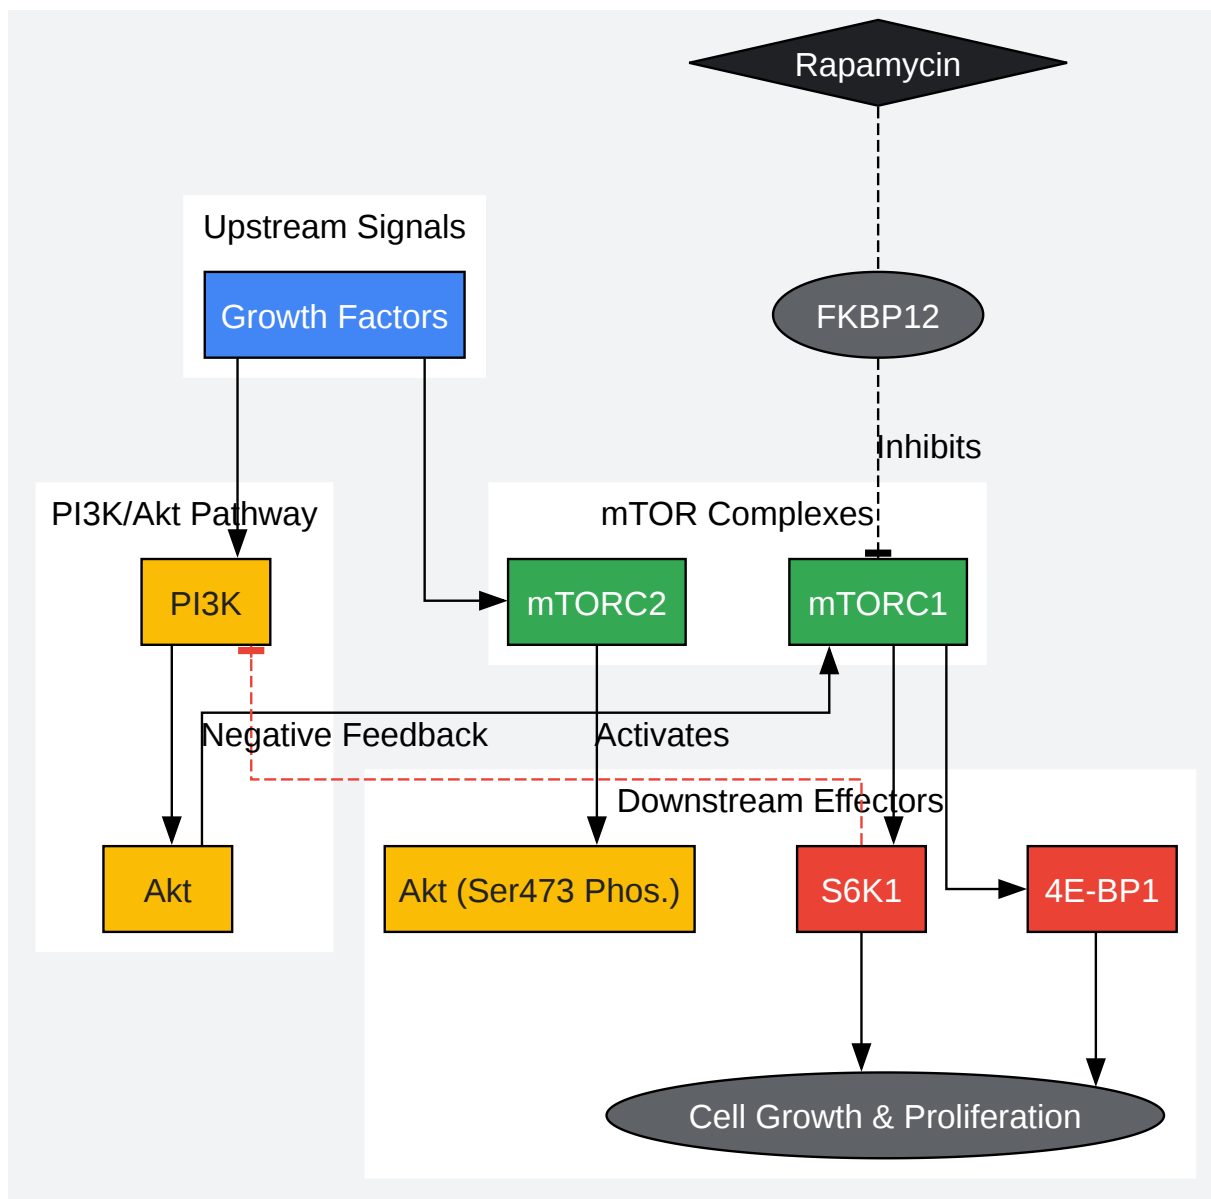 Rapamycin
Upstream Signals
Growth Factors
FKBP12
Inhibits
PI3K/Akt Pathway
mTOR Complexes
PI3K
mTORC2
mTORC1
Negative Feedback
Activates
Downstream Effectors
Akt
Akt (Ser473 Phos.)
S6K1
4E-BP1
Cell Growth & Proliferation